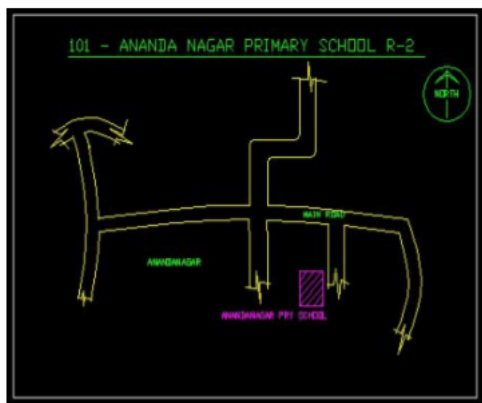 101 - ANANDA NAGAR PRIMARY SCHOOL R-2
NORTH
MAIN ROAD
ANANDANAGAR
ANANDANAGAR PRY SCHOOL